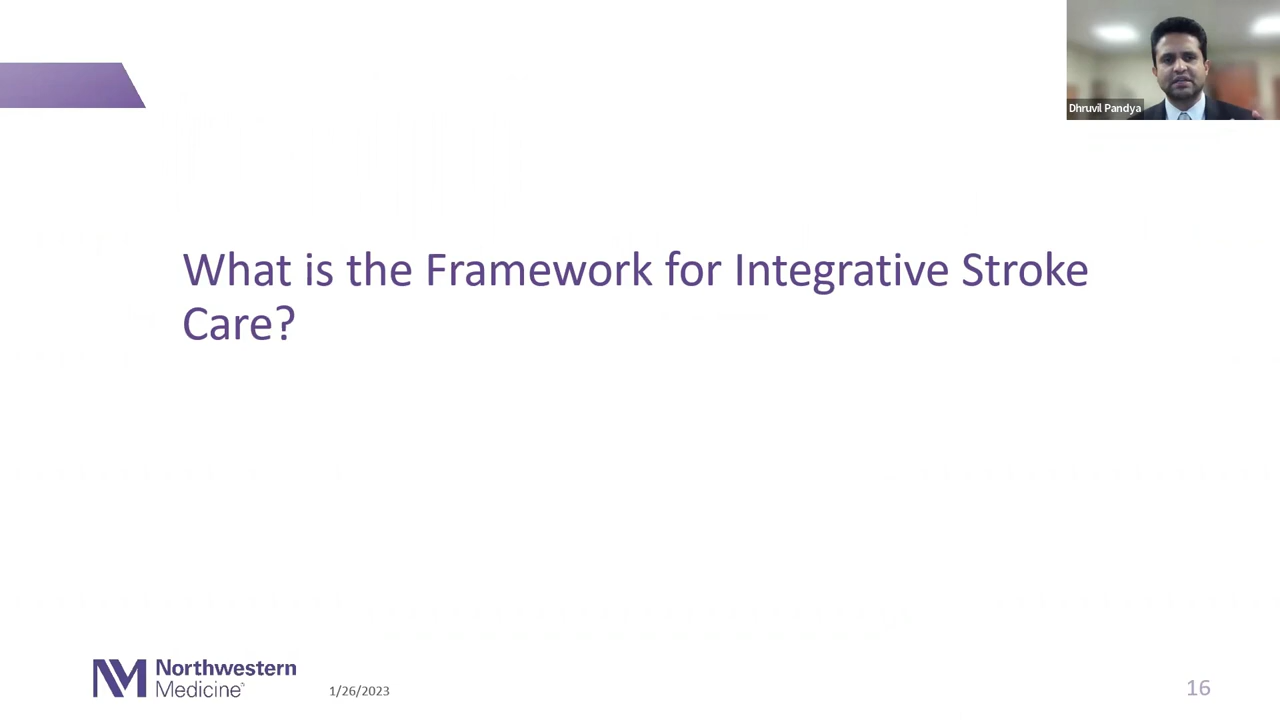 Dhruvil Pandya
What is the Framework for Integrative Stroke
Care?
Northwestern
Medicine
1/26/2023
16